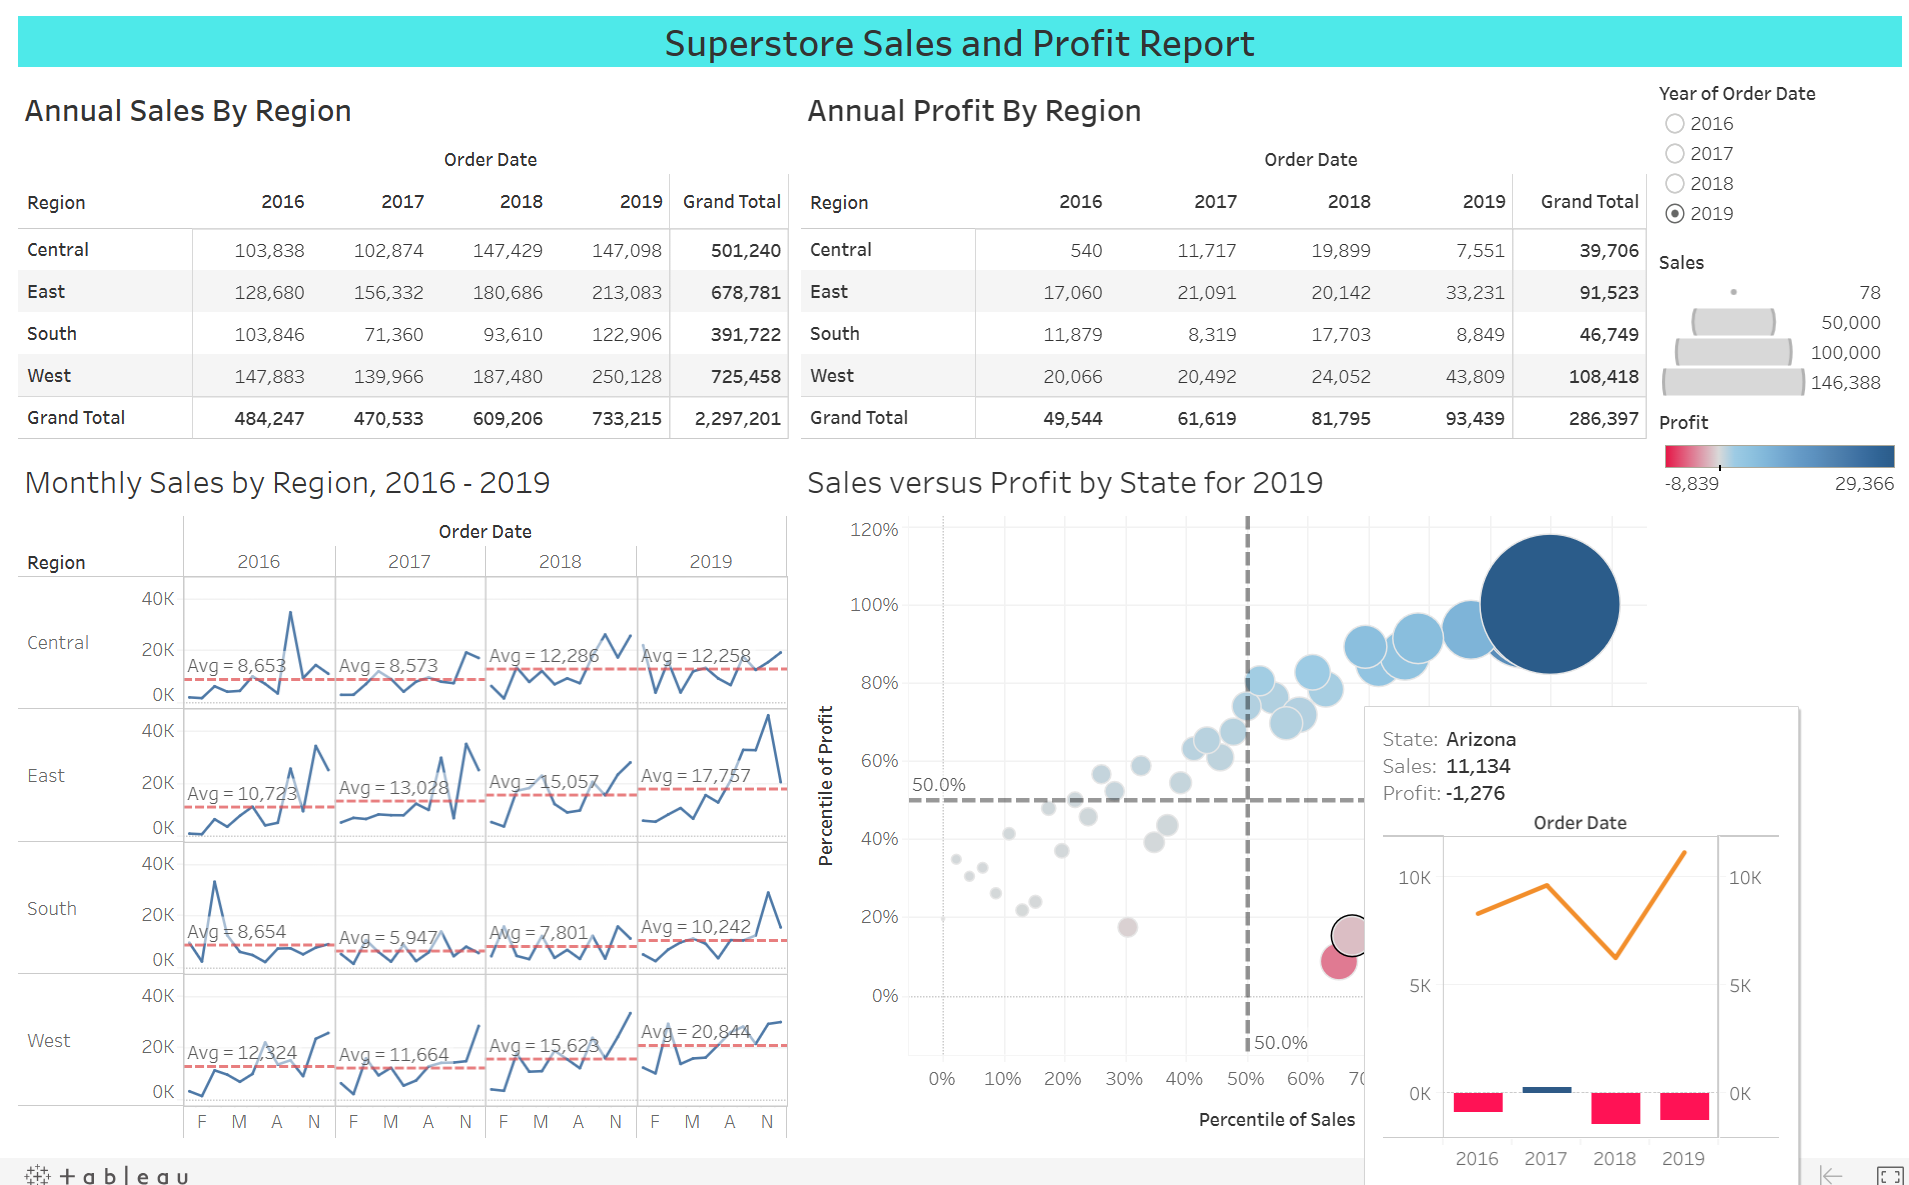 Superstore Sales and Profit Report
Annual Sales By Region
Order Date
Region 2016 2017 2018 2019 Grand Total
Central 103,838 102,874 147,429 147,098 501,240
East 128,680 156,332 180,686 213,083 678,781
South 103,846 71,360 93,610 122,906 391,722
West 147,883 139,966 187,480 250,128 725,458
Grand Total 484,247 470,533 609,206 733,215 2,297,201
Annual Profit By Region
Order Date
Region 2016 2017 2018 2019 Grand Total
Central 540 11,717 19,899 7,551 39,706
East 17,060 21,091 20,142 33,231 91,523
South 11,879 8,319 17,703 8,849 46,749
West 20,066 20,492 24,052 43,809 108,418
Grand Total 49,544 61,619 81,795 93,439 286,397
Year of Order Date
2016
2017
2018
2019
Sales
78
50,000
100,000
146,388
Profit
-8,839 29,366
Monthly Sales by Region, 2016 - 2019
Order Date
Region 2016 2017 2018 2019
Central
40K
20K
0K
Avg = 8,653 Avg = 8,573 Avg = 12,286 Avg = 12,258
East
40K
20K
0K
Avg = 10,723 Avg = 13,028 Avg = 15,057 Avg = 17,757
South
40K
20K
0K
Avg = 8,654 Avg = 5,947 Avg = 7,801 Avg = 10,242
West
40K
20K
0K
Avg = 12,324 Avg = 11,664 Avg = 15,623 Avg = 20,844
F M A N F M A N F M A N F M A N
Sales versus Profit by State for 2019
Percentile of Profit
120%
100%
80%
60%
40%
20%
0%
50.0%
50.0%
0% 10% 20% 30% 40% 50% 60% 70
Percentile of Sales
State: Arizona
Sales: 11,134
Profit: -1,276
Order Date
10K 10K
5K 5K
0K 0K
2016 2017 2018 2019
+ableau